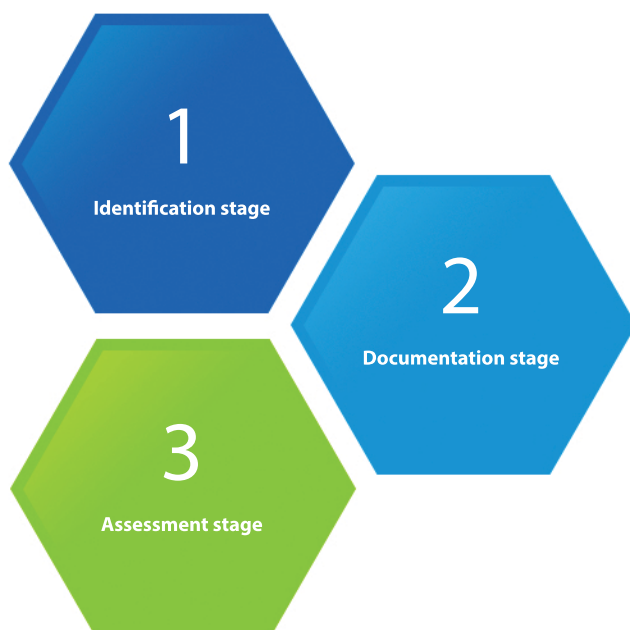 1
Identification stage
2
Documentation stage
3
Assessment stage